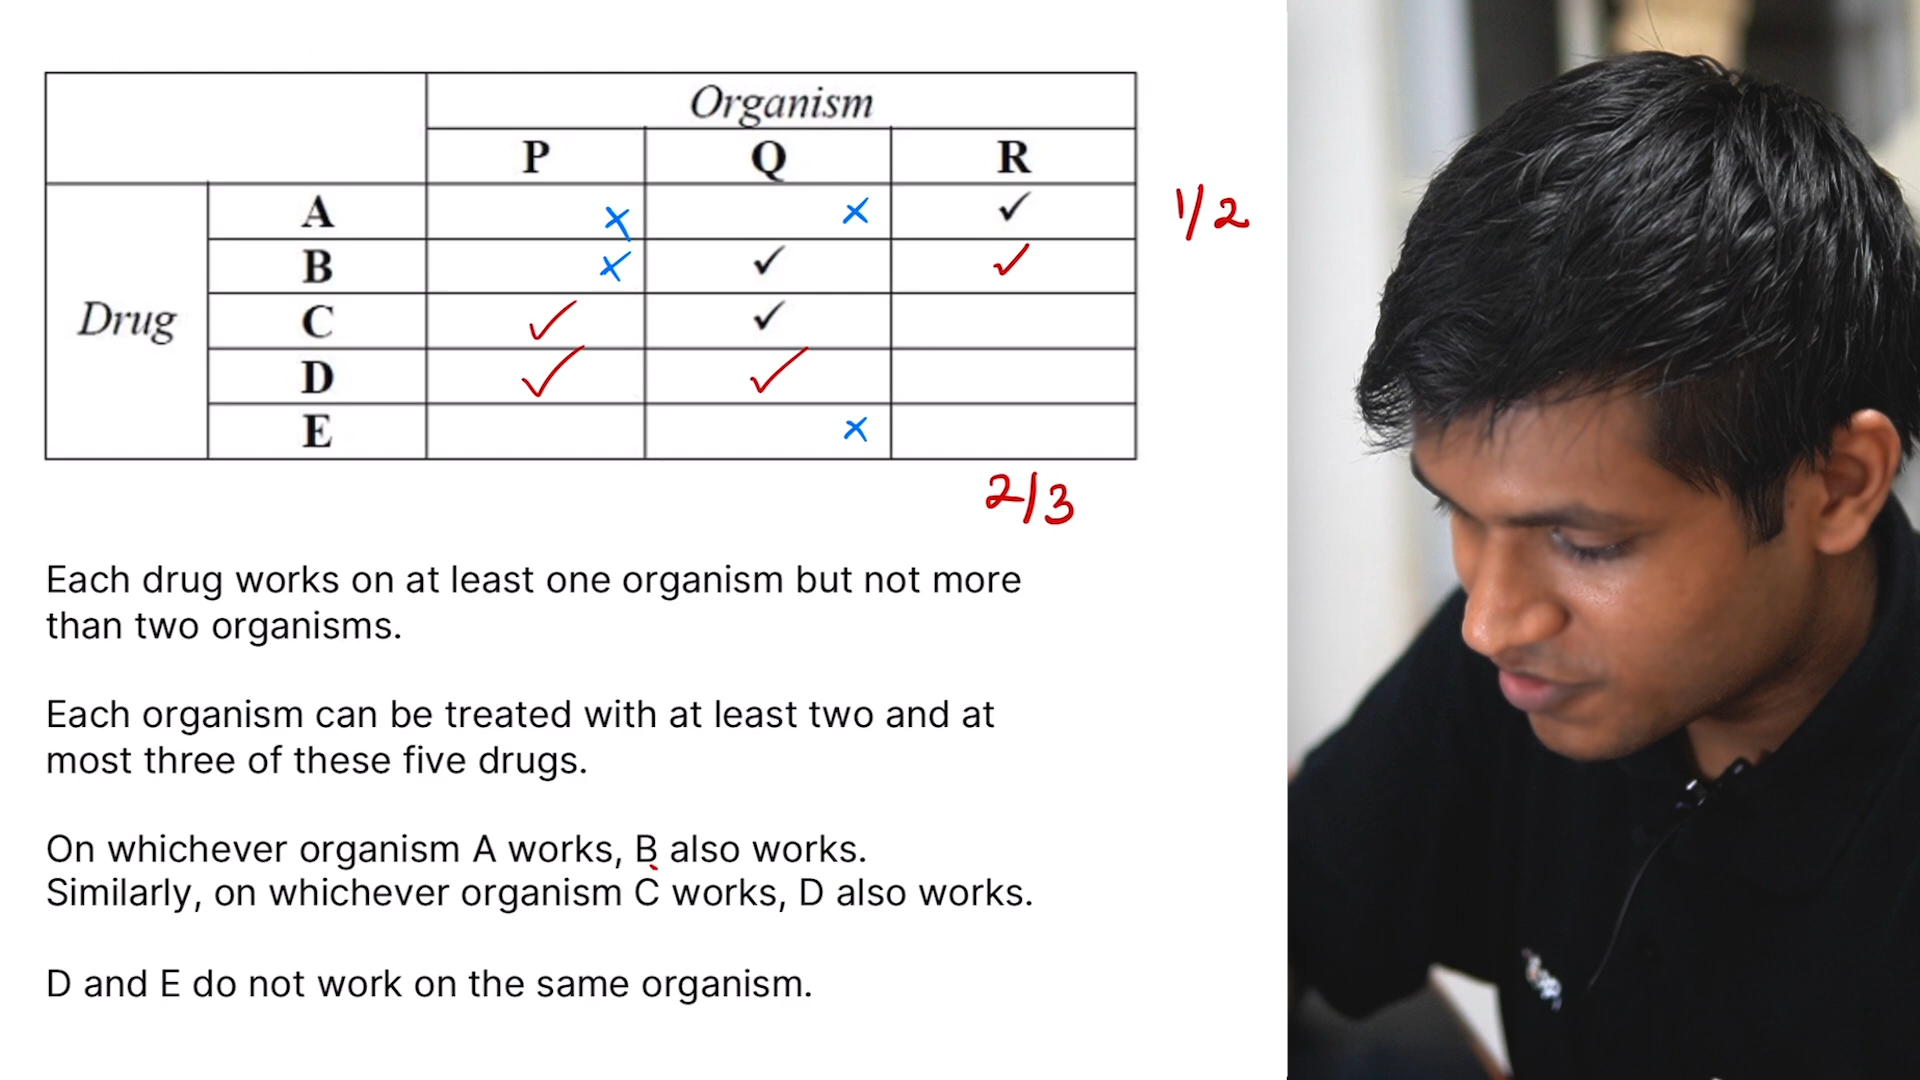 Organism
P Q R
A × × ✓ 1/2
B × ✓ ✓
Drug C ✓ ✓
D ✓ ✓
E ×
2/3
Each drug works on at least one organism but not more
than two organisms.
Each organism can be treated with at least two and at
most three of these five drugs.
On whichever organism A works, B also works.
Similarly, on whichever organism C works, D also works.
D and E do not work on the same organism.